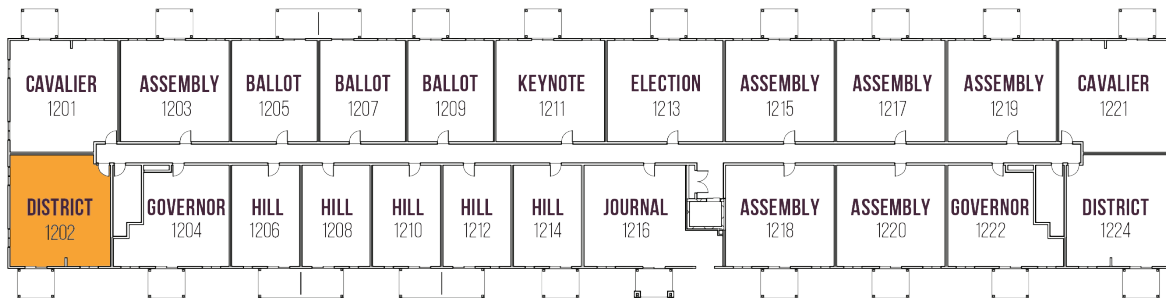 CAVALIER
1201
ASSEMBLY
1203
BALLOT
1205
BALLOT
1207
BALLOT
1209
KEYNOTE
1211
ELECTION
1213
ASSEMBLY
1215
ASSEMBLY
1217
ASSEMBLY
1219
CAVALIER
1221
DISTRICT
1202
GOVERNOR
1204
HILL
1206
HILL
1208
HILL
1210
HILL
1212
HILL
1214
JOURNAL
1216
ASSEMBLY
1218
ASSEMBLY
1220
GOVERNOR
1222
DISTRICT
1224